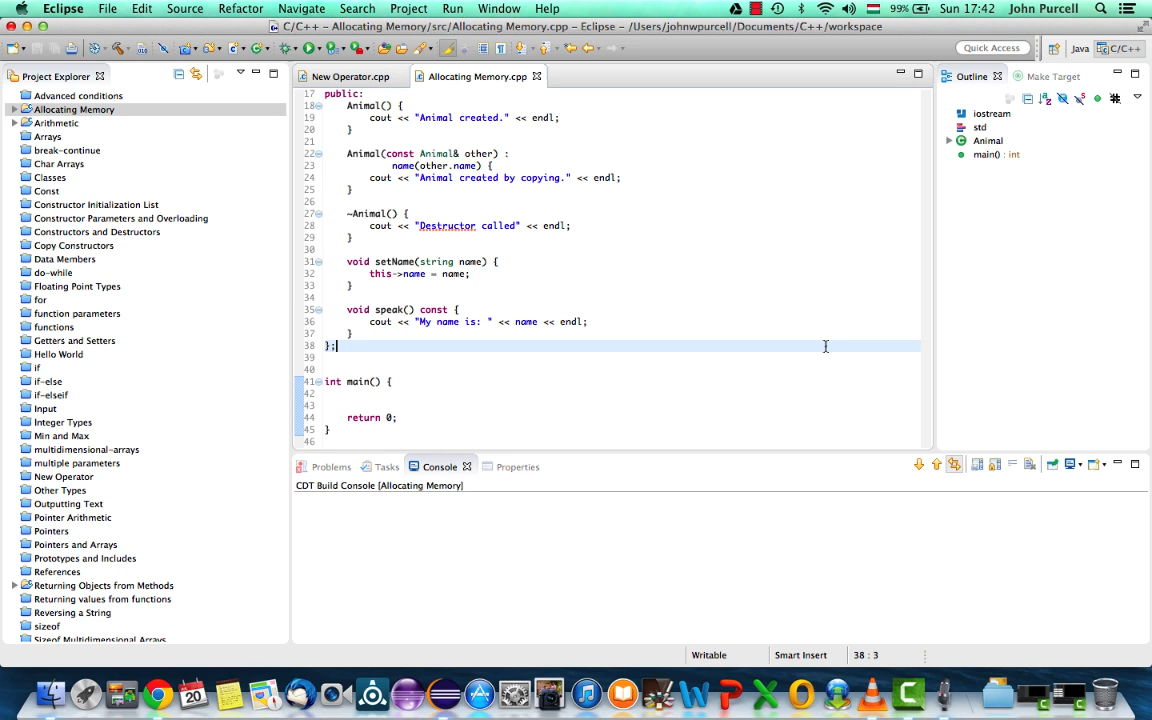 Eclipse File Edit Source Refactor Navigate Search Project Run Window Help 99% Sun 17:42 John Purcell
C/C++ – Allocating Memory/src/Allocating Memory.cpp – Eclipse – /Users/johnwpurcell/Documents/C++/workspace
Quick Access Java C/C++
Project Explorer
Advanced conditions
Allocating Memory
Arithmetic
Arrays
break-continue
Char Arrays
Classes
Const
Constructor Initialization List
Constructor Parameters and Overloading
Constructors and Destructors
Copy Constructors
Data Members
do-while
Floating Point Types
for
function parameters
functions
Getters and Setters
Hello World
if
if-else
if-elseif
Input
Integer Types
Min and Max
multidimensional-arrays
multiple parameters
New Operator
Other Types
Outputting Text
Pointer Arithmetic
Pointers
Pointers and Arrays
Prototypes and Includes
References
Returning Objects from Methods
Returning values from functions
Reversing a String
sizeof
Sizeof Multidimensional Arrays
New Operator.cpp Allocating Memory.cpp
17 public:
18 Animal() {
19 cout << "Animal created." << endl;
20 }
21
22 Animal(const Animal& other) :
23 name(other.name) {
24 cout << "Animal created by copying." << endl;
25 }
26
27 ~Animal() {
28 cout << "Destructor called" << endl;
29 }
30
31 void setName(string name) {
32 this->name = name;
33 }
34
35 void speak() const {
36 cout << "My name is: " << name << endl;
37 }
38 };
39
40
41 int main() {
42
43
44 return 0;
45 }
46
Outline Make Target
iostream
std
Animal
main() : int
Problems Tasks Console Properties
CDT Build Console [Allocating Memory]
Writable Smart Insert 38 : 3
20